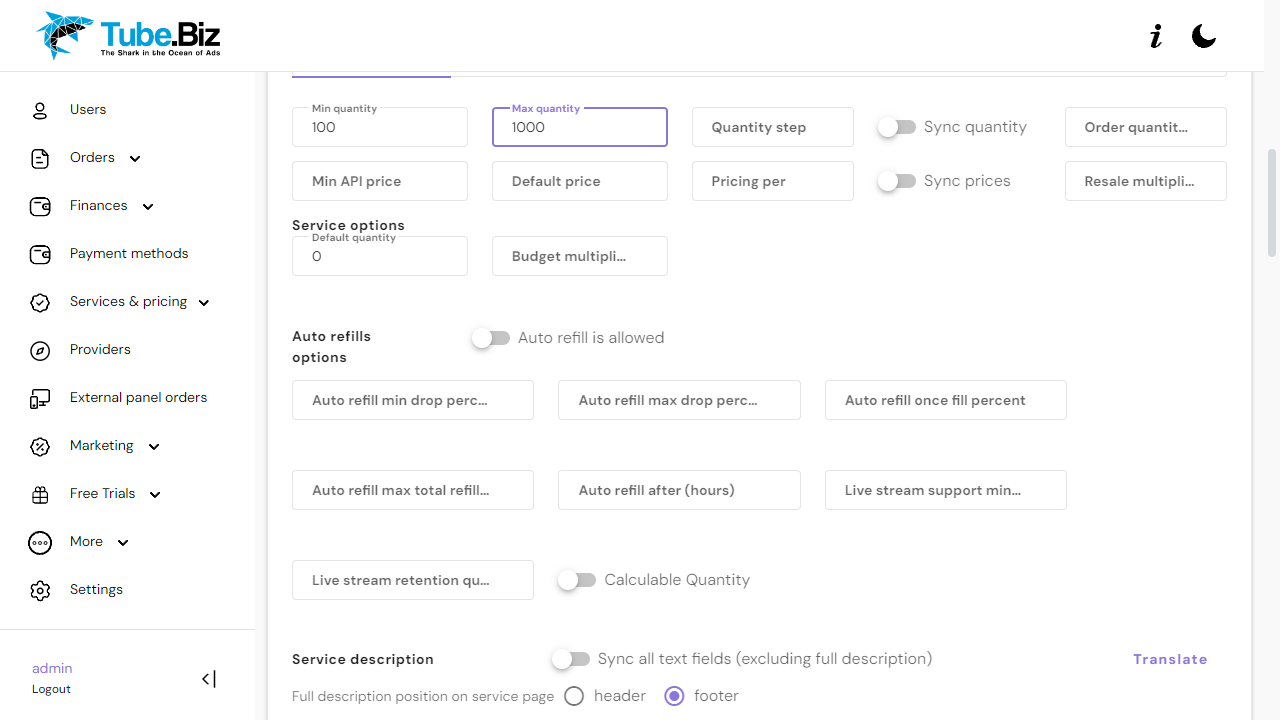 Tube.Biz
The Shark in the Ocean of Ads
i
Users
Orders
Finances
Payment methods
Services & pricing
Providers
External panel orders
Marketing
Free Trials
More
Settings
admin
Logout
Min quantity
100
Max quantity
1000
Quantity step
Sync quantity
Order quantit...
Min API price
Default price
Pricing per
Sync prices
Resale multipli...
Service options
Default quantity
0
Budget multipli...
Auto refills
options
Auto refill is allowed
Auto refill min drop perc...
Auto refill max drop perc...
Auto refill once fill percent
Auto refill max total refill...
Auto refill after (hours)
Live stream support min...
Live stream retention qu...
Calculable Quantity
Service description
Sync all text fields (excluding full description)
Translate
Full description position on service page
header
footer